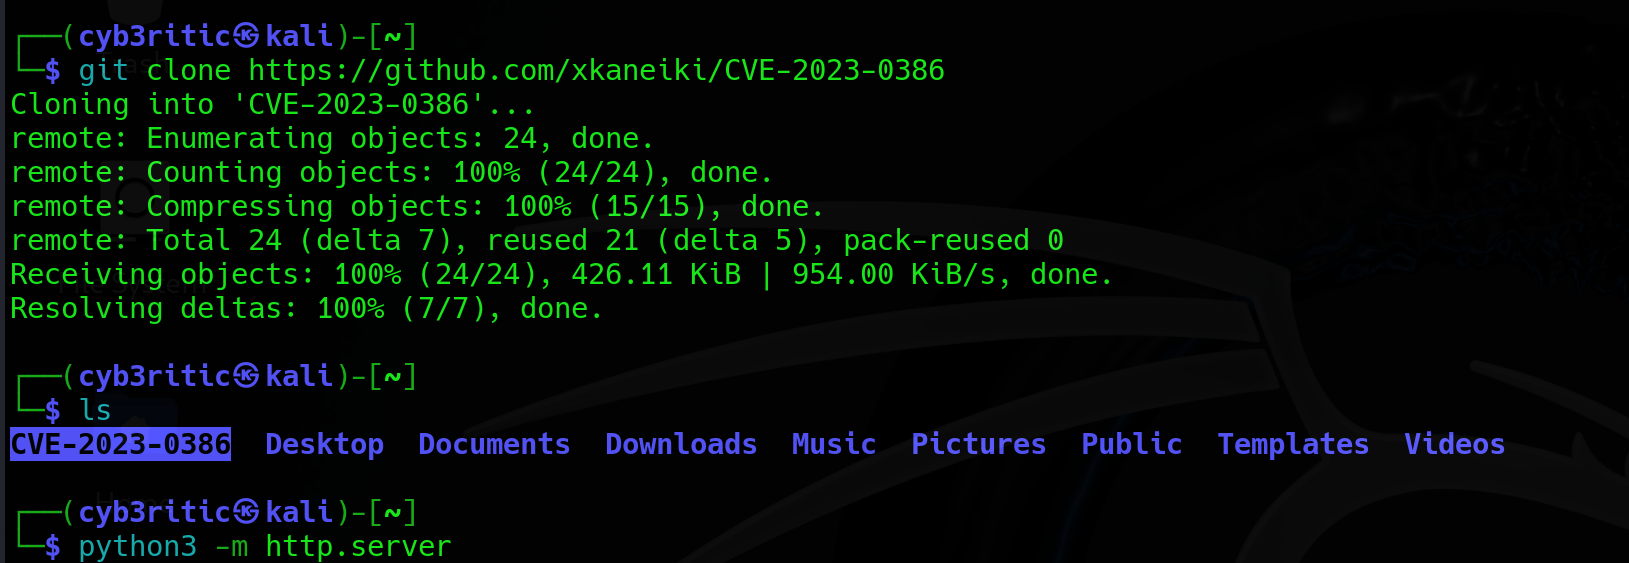 ┌──(cyb3ritic㉿kali)-[~]
└─$ git clone https://github.com/xkaneiki/CVE-2023-0386
Cloning into 'CVE-2023-0386'...
remote: Enumerating objects: 24, done.
remote: Counting objects: 100% (24/24), done.
remote: Compressing objects: 100% (15/15), done.
remote: Total 24 (delta 7), reused 21 (delta 5), pack-reused 0
Receiving objects: 100% (24/24), 426.11 KiB | 954.00 KiB/s, done.
Resolving deltas: 100% (7/7), done.
┌──(cyb3ritic㉿kali)-[~]
└─$ ls
CVE-2023-0386  Desktop  Documents  Downloads  Music  Pictures  Public  Templates  Videos
┌──(cyb3ritic㉿kali)-[~]
└─$ python3 -m http.server